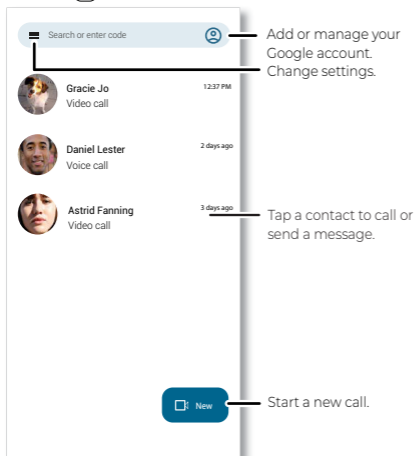 Search or enter code
Add or manage your
Google account.
Change settings.
Gracie Jo
12:37 PM
Video call
Daniel Lester
2 days ago
Voice call
Astrid Fanning
3 days ago
Video call
Tap a contact to call or
send a message.
New
Start a new call.